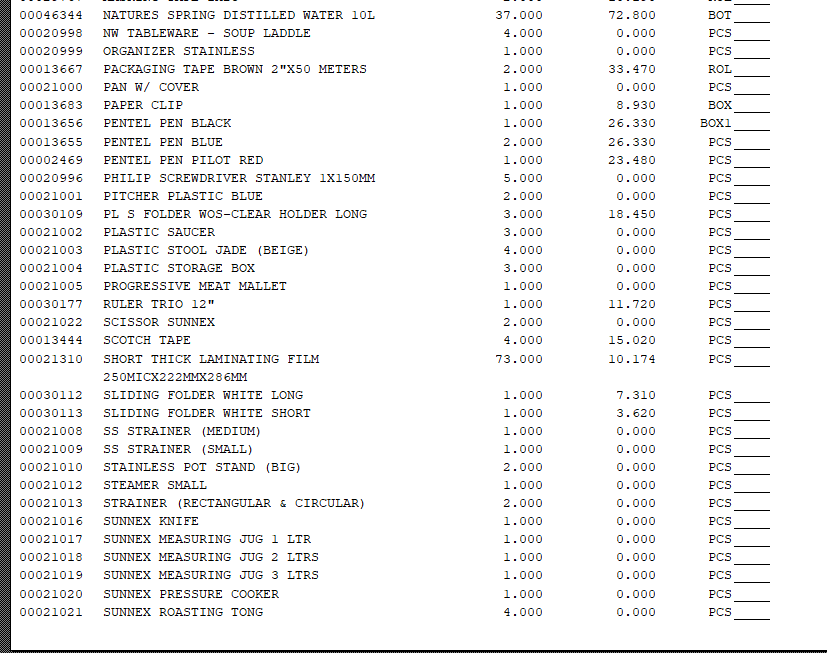 00046344 NATURES SPRING DISTILLED WATER 10L 37.000 72.800 BOT
00020998 NW TABLEWARE - SOUP LADDLE 4.000 0.000 PCS
00020999 ORGANIZER STAINLESS 1.000 0.000 PCS
00013667 PACKAGING TAPE BROWN 2"X50 METERS 2.000 33.470 ROL
00021000 PAN W/ COVER 1.000 0.000 PCS
00013683 PAPER CLIP 1.000 8.930 BOX
00013656 PENTEL PEN BLACK 1.000 26.330 BOX1
00013655 PENTEL PEN BLUE 2.000 26.330 PCS
00002469 PENTEL PEN PILOT RED 1.000 23.480 PCS
00020996 PHILIP SCREWDRIVER STANLEY 1X150MM 5.000 0.000 PCS
00021001 PITCHER PLASTIC BLUE 2.000 0.000 PCS
00030109 PL S FOLDER WOS-CLEAR HOLDER LONG 3.000 18.450 PCS
00021002 PLASTIC SAUCER 3.000 0.000 PCS
00021003 PLASTIC STOOL JADE (BEIGE) 4.000 0.000 PCS
00021004 PLASTIC STORAGE BOX 3.000 0.000 PCS
00021005 PROGRESSIVE MEAT MALLET 1.000 0.000 PCS
00030177 RULER TRIO 12" 1.000 11.720 PCS
00021022 SCISSOR SUNNEX 2.000 0.000 PCS
00013444 SCOTCH TAPE 4.000 15.020 PCS
00021310 SHORT THICK LAMINATING FILM 73.000 10.174 PCS
250MICX222MMX286MM
00030112 SLIDING FOLDER WHITE LONG 1.000 7.310 PCS
00030113 SLIDING FOLDER WHITE SHORT 1.000 3.620 PCS
00021008 SS STRAINER (MEDIUM) 1.000 0.000 PCS
00021009 SS STRAINER (SMALL) 1.000 0.000 PCS
00021010 STAINLESS POT STAND (BIG) 2.000 0.000 PCS
00021012 STEAMER SMALL 1.000 0.000 PCS
00021013 STRAINER (RECTANGULAR & CIRCULAR) 2.000 0.000 PCS
00021016 SUNNEX KNIFE 1.000 0.000 PCS
00021017 SUNNEX MEASURING JUG 1 LTR 1.000 0.000 PCS
00021018 SUNNEX MEASURING JUG 2 LTRS 1.000 0.000 PCS
00021019 SUNNEX MEASURING JUG 3 LTRS 1.000 0.000 PCS
00021020 SUNNEX PRESSURE COOKER 1.000 0.000 PCS
00021021 SUNNEX ROASTING TONG 4.000 0.000 PCS